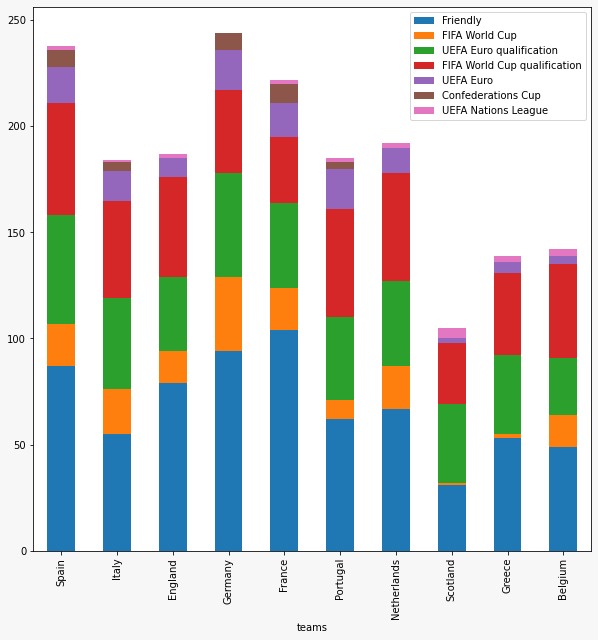 250
200
150
100
50
0
Friendly
FIFA World Cup
UEFA Euro qualification
FIFA World Cup qualification
UEFA Euro
Confederations Cup
UEFA Nations League
Spain
Italy
England
Germany
France
Portugal
Netherlands
Scotland
Greece
Belgium
teams